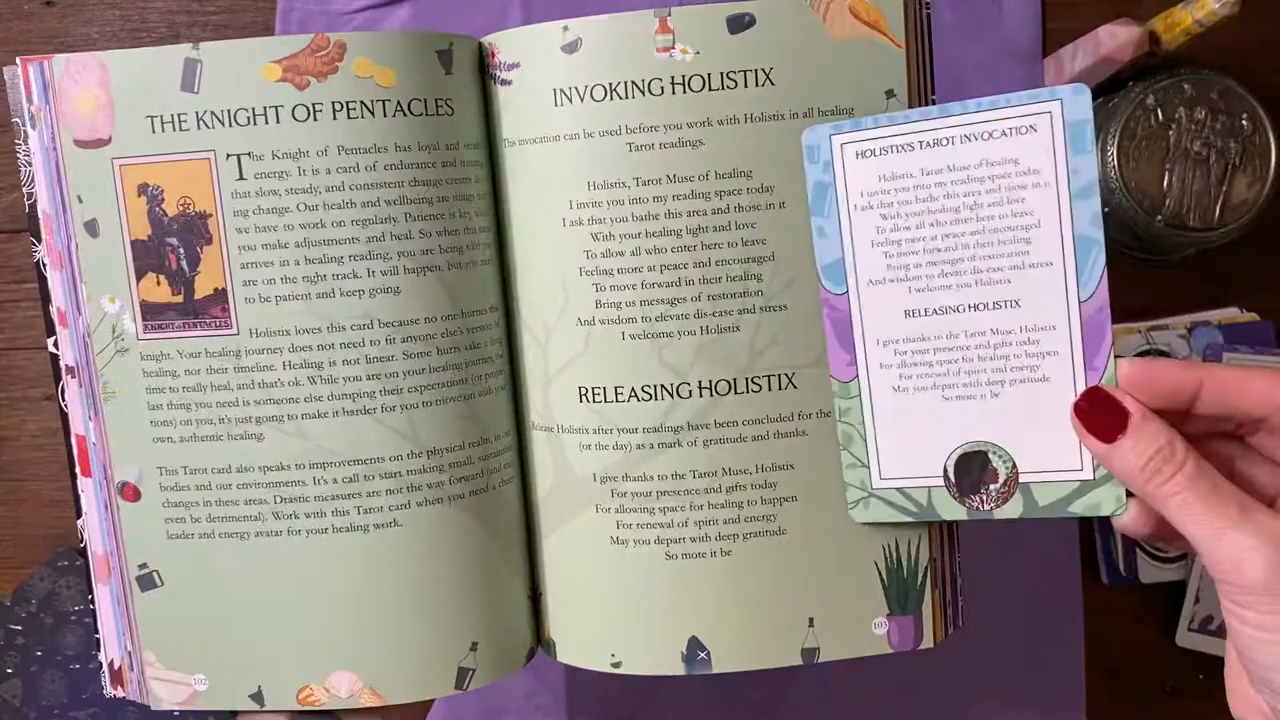 THE KNIGHT OF PENTACLES
The Knight of Pentacles has loyal and
energy. It is a card of endurance and
that slow, steady, and consistent change creates
ing change. Our health and wellbeing are things
we have to work on regularly. Patience is key,
you make adjustments and heal. So when this
arrives in a healing reading, you are being told
are on the right track. It will happen, but you
to be patient and keep going.
KNIGHT of PENTACLES.
Holistix loves this card because no one hurries this
knight. Your healing journey does not need to fit anyone else's version of
healing, nor their timeline. Healing is not linear. Some hurts take a long
time to really heal, and that's ok. While you are on your healing journey, the
last thing you need is someone else dumping their expectations (or
tions) on you, it's just going to make it harder for you to move on with your
own, authentic healing.
This Tarot card also speaks to improvements on the physical realm, in our
bodies and our environments. It's a call to start making small, sustainable
changes in these areas. Drastic measures are not the way forward (and can
even be detrimental). Work with this Tarot card when you need a cheer
leader and energy avatar for your healing work.
102
INVOKING HOLISTIX
This invocation can be used before you work with Holistix in all healing
Tarot readings.
Holistix, Tarot Muse of healing
I invite you into my reading space today
I ask that you bathe this area and those in it
With your healing light and love
To allow all who enter here to leave
Feeling more at peace and encouraged
To move forward in their healing
Bring us messages of restoration
And wisdom to elevate dis-ease and stress
I welcome you Holistix
RELEASING HOLISTIX
Release Holistix after your readings have been concluded for the
(or the day) as a mark of gratitude and thanks.
I give thanks to the Tarot Muse, Holistix
For your presence and gifts today
For allowing space for healing to happen
For renewal of spirit and energy
May you depart with deep gratitude
So mote it be
103
HOLISTIX'S TAROT INVOCATION
Holistix, Tarot Muse of healing
I invite you into my reading space today
I ask that you bathe this area and those in it
With your healing light and love
To allow all who enter here to leave
Feeling more at peace and encouraged
To move forward in their healing
Bring us messages of restoration
And wisdom to elevate dis-ease and stress
I welcome you Holistix
RELEASING HOLISTIX
I give thanks to the Tarot Muse, Holistix
For your presence and gifts today
For allowing space for healing to happen
For renewal of spirit and energy
May you depart with deep gratitude
So mote it be